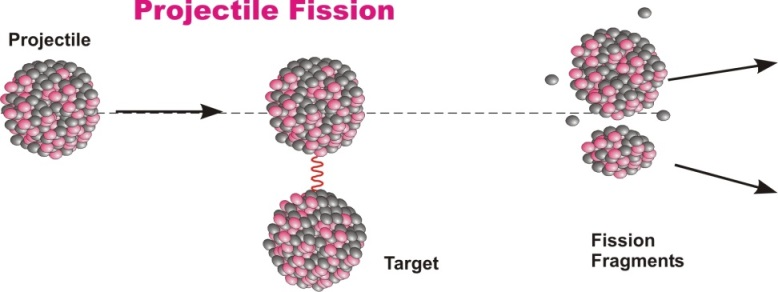 Projectile Fission
Projectile
Target
Fission
Fragments